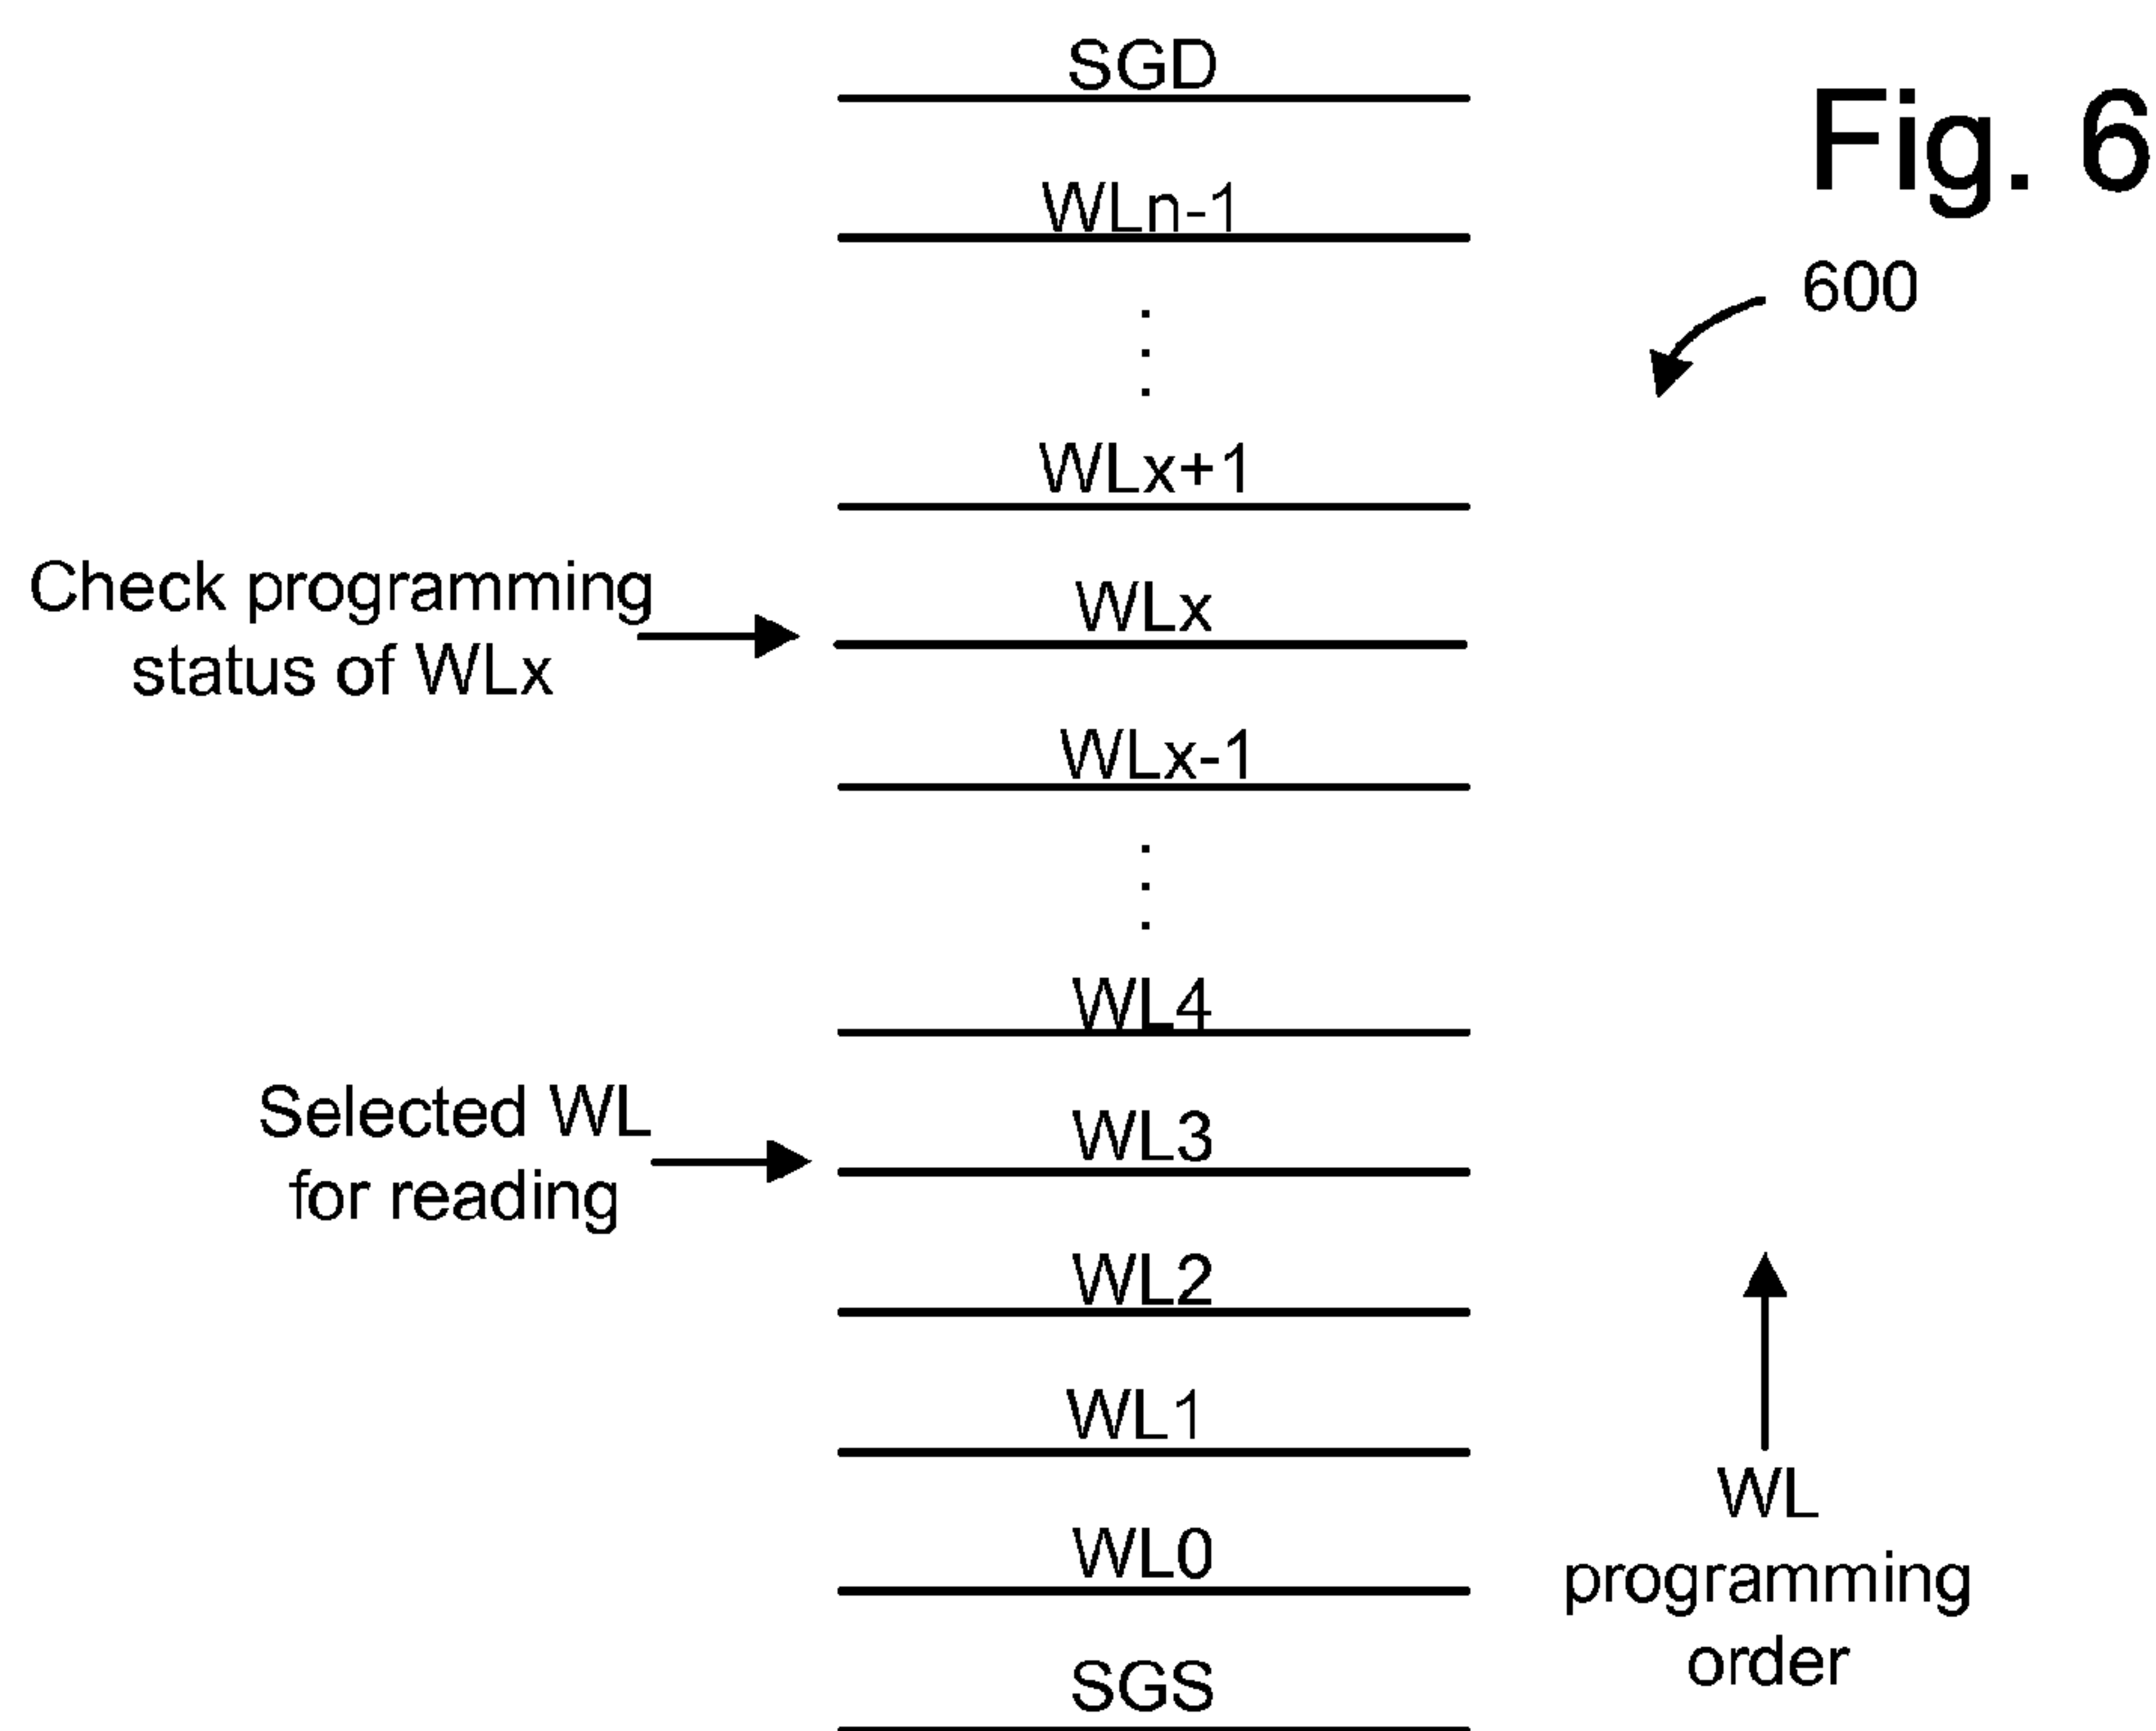 SGD
Fig. 6
WLn-1
600
WLx+1
Check programming
status of WLx
WLx
WLx-1
WL4
Selected WL
for reading
WL3
WL2
WL1
WL0
WL
programming
order
SGS